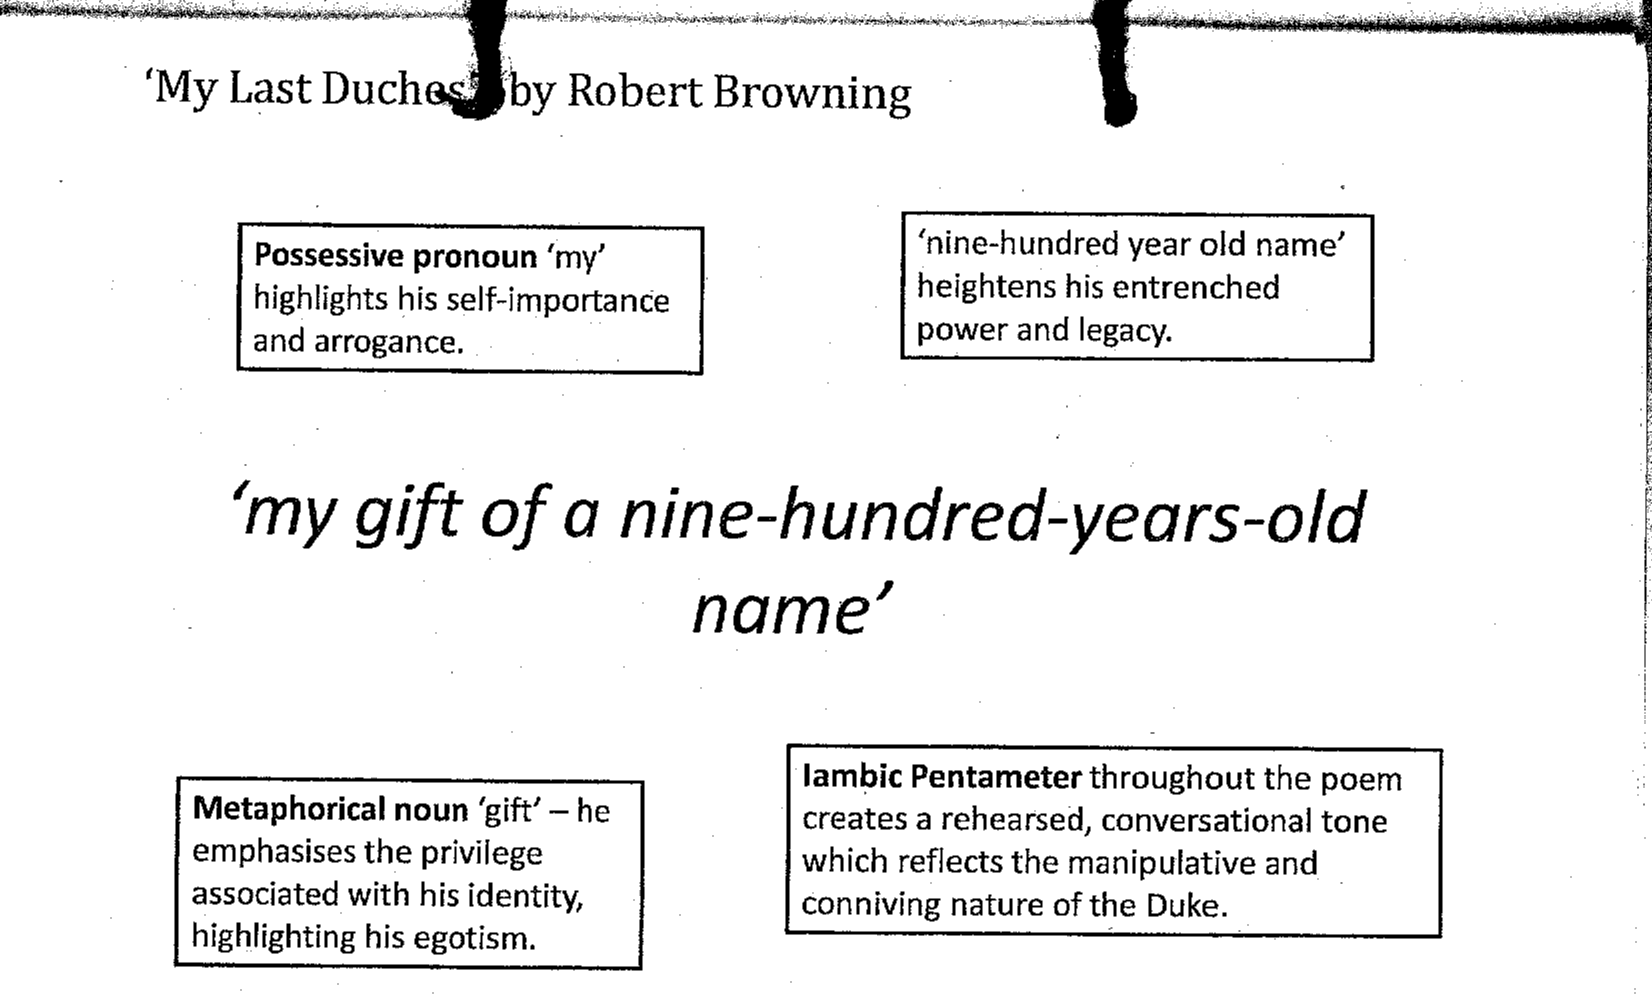 ‘My Last Duches by Robert Browning
Possessive pronoun ‘my’
highlights his self-importance
and arrogance.
‘nine-hundred year old name’
heightens his entrenched
power and legacy.
‘my gift of a nine-hundred-years-old
name’
Metaphorical noun ‘gift’ – he
emphasises the privilege
associated with his identity,
highlighting his egotism.
Iambic Pentameter throughout the poem
creates a rehearsed, conversational tone
which reflects the manipulative and
conniving nature of the Duke.